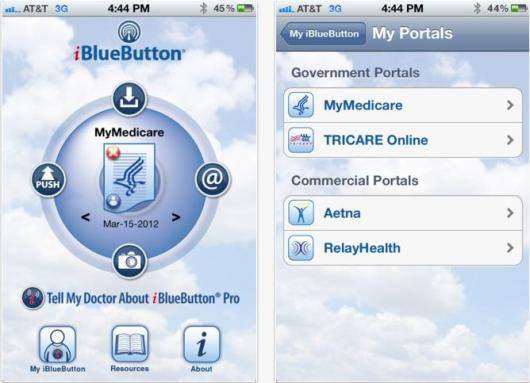 AT&T 3G 4:44 PM 45%
iBlueButton®
MyMedicare
PUSH
@
< Mar-15-2012 >
Tell My Doctor About iBlueButton® Pro
My iBlueButton Resources About
AT&T 3G 4:44 PM 44%
My iBlueButton My Portals
Government Portals
MyMedicare
TRICARE Online
Commercial Portals
Aetna
RelayHealth